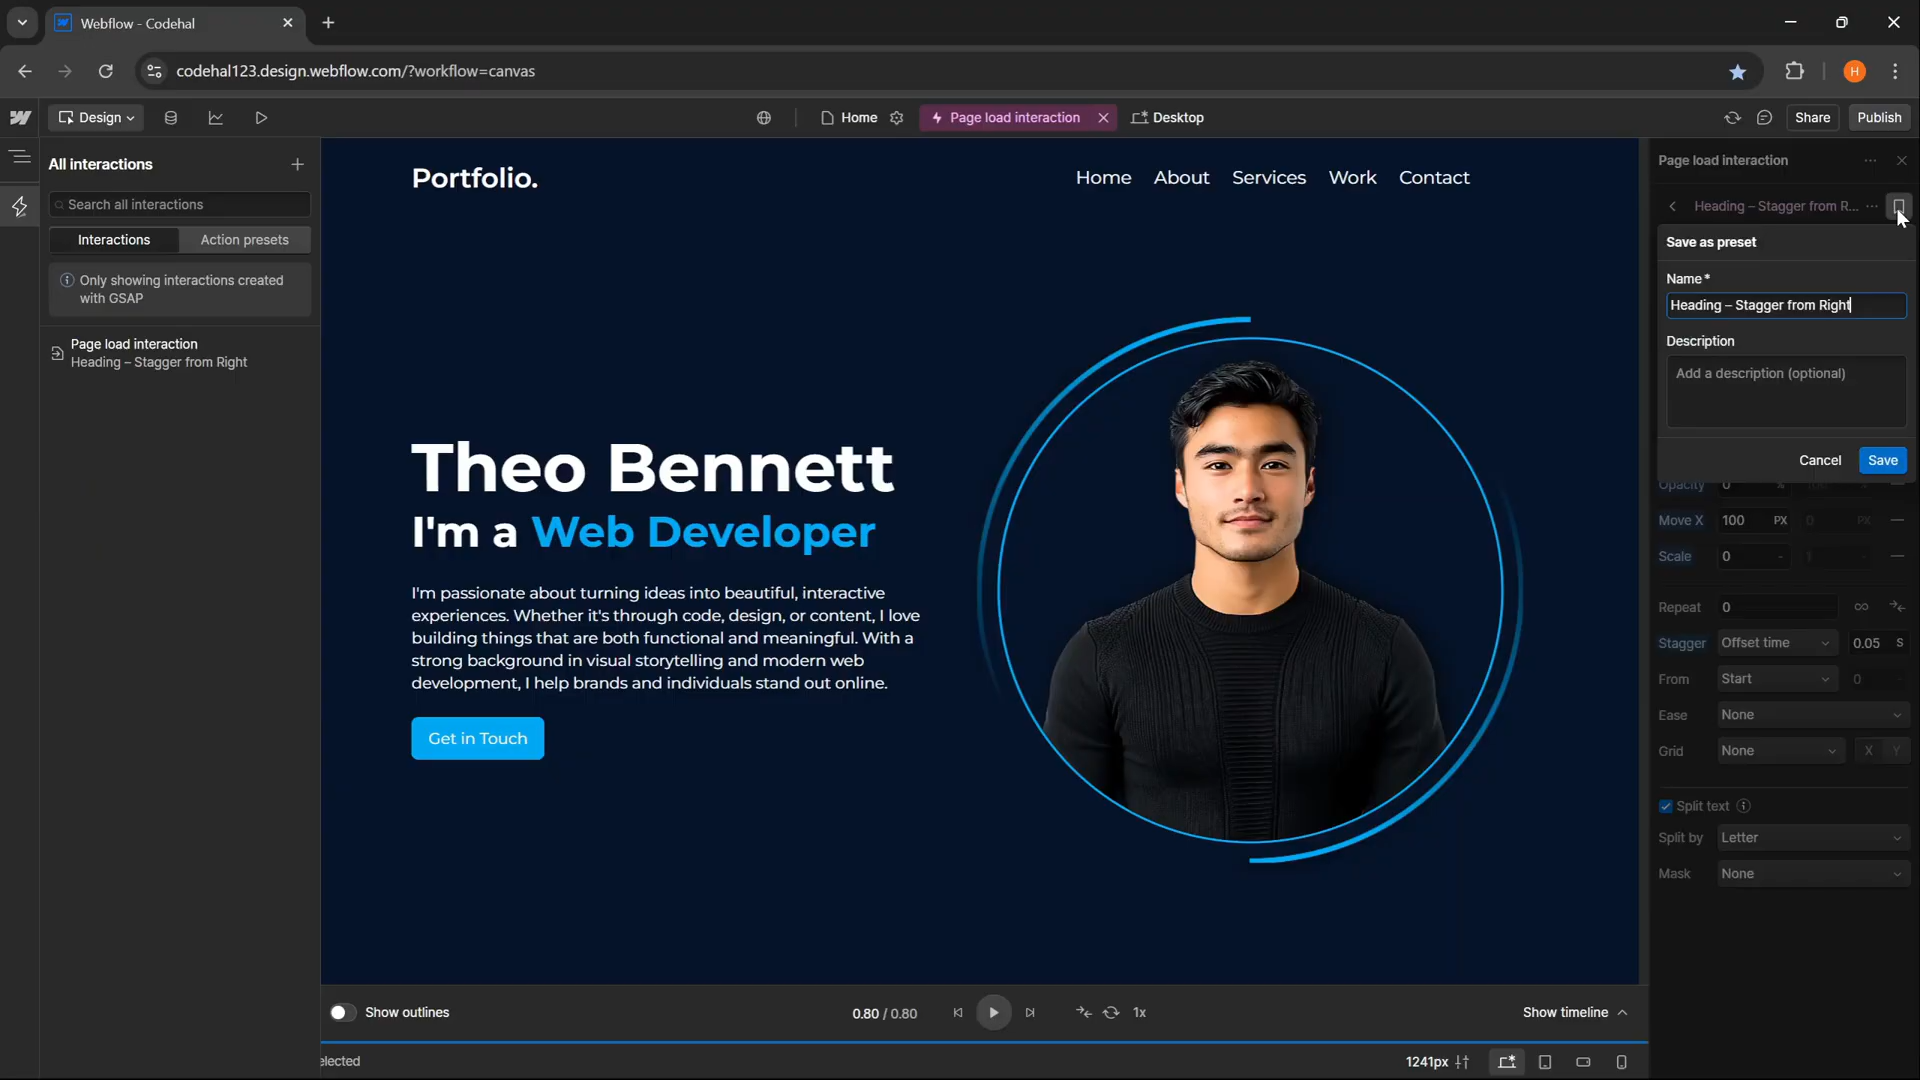 Webflow - Codehal
codehal123.design.webflow.com/?workflow=canvas
H
Design
Home
Page load interaction
Desktop
Share
Publish
All interactions
Search all interactions
Interactions
Action presets
Only showing interactions created
with GSAP
Page load interaction
Heading – Stagger from Right
Portfolio.
Home
About
Services
Work
Contact
Theo Bennett
I'm a Web Developer
I'm passionate about turning ideas into beautiful, interactive
experiences. Whether it's through code, design, or content, I love
building things that are both functional and meaningful. With a
strong background in visual storytelling and modern web
development, I help brands and individuals stand out online.
Get in Touch
Page load interaction
Heading – Stagger from R...
Save as preset
Name *
Heading – Stagger from Right
Description
Add a description (optional)
Cancel
Save
Opacity 0 % 100 %
Move X 100 PX 0 PX
Scale 0 - 1 -
Repeat 0
Stagger Offset time 0.05 S
From Start 0
Ease None
Grid None X Y
Split text
Split by Letter
Mask None
Show outlines
0.80 / 0.80
1x
Show timeline
elected
1241px